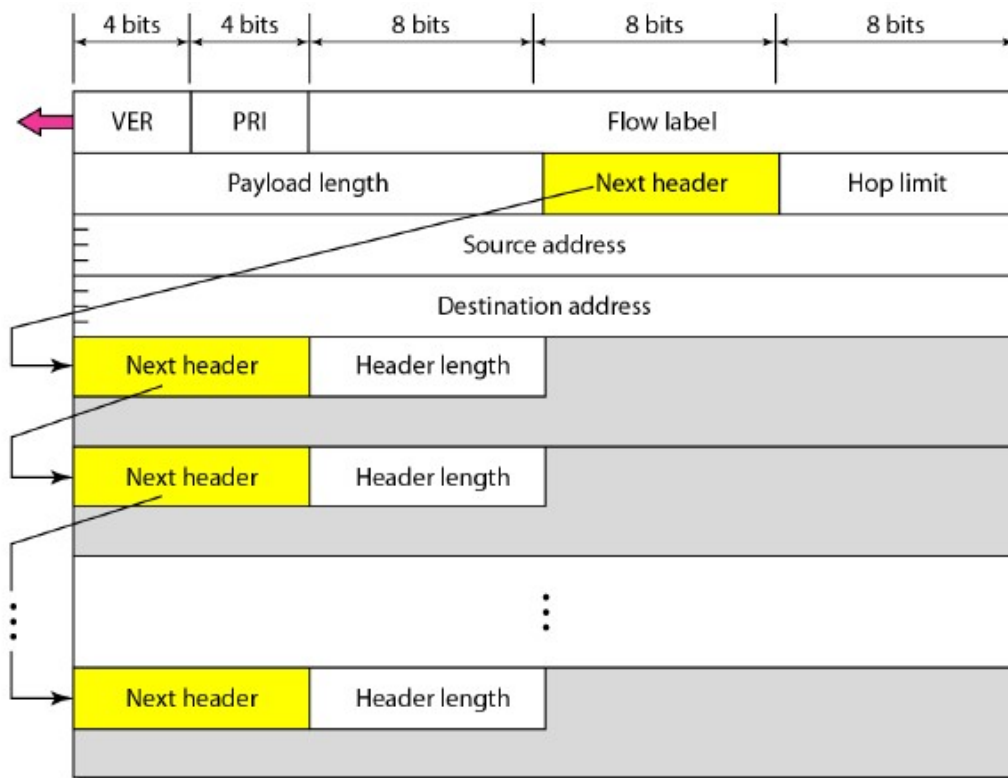 4 bits 4 bits 8 bits 8 bits 8 bits
VER PRI Flow label
Payload length Next header Hop limit
Source address
Destination address
Next header Header length
Next header Header length
Next header Header length